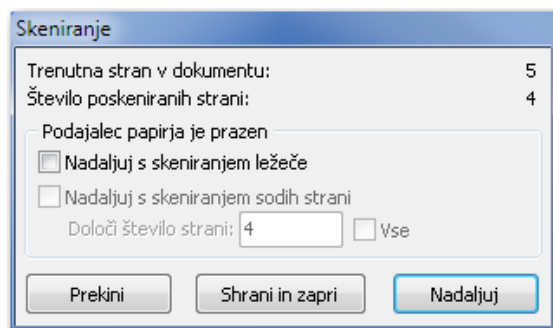 Skeniranje
Trenutna stran v dokumentu: 5
Število poskeniranih strani: 4
Podajalec papirja je prazen
Nadaljuj s skeniranjem ležeče
Nadaljuj s skeniranjem sodih strani
Določi število strani: 4 Vse
Prekini Shrani in zapri Nadaljuj